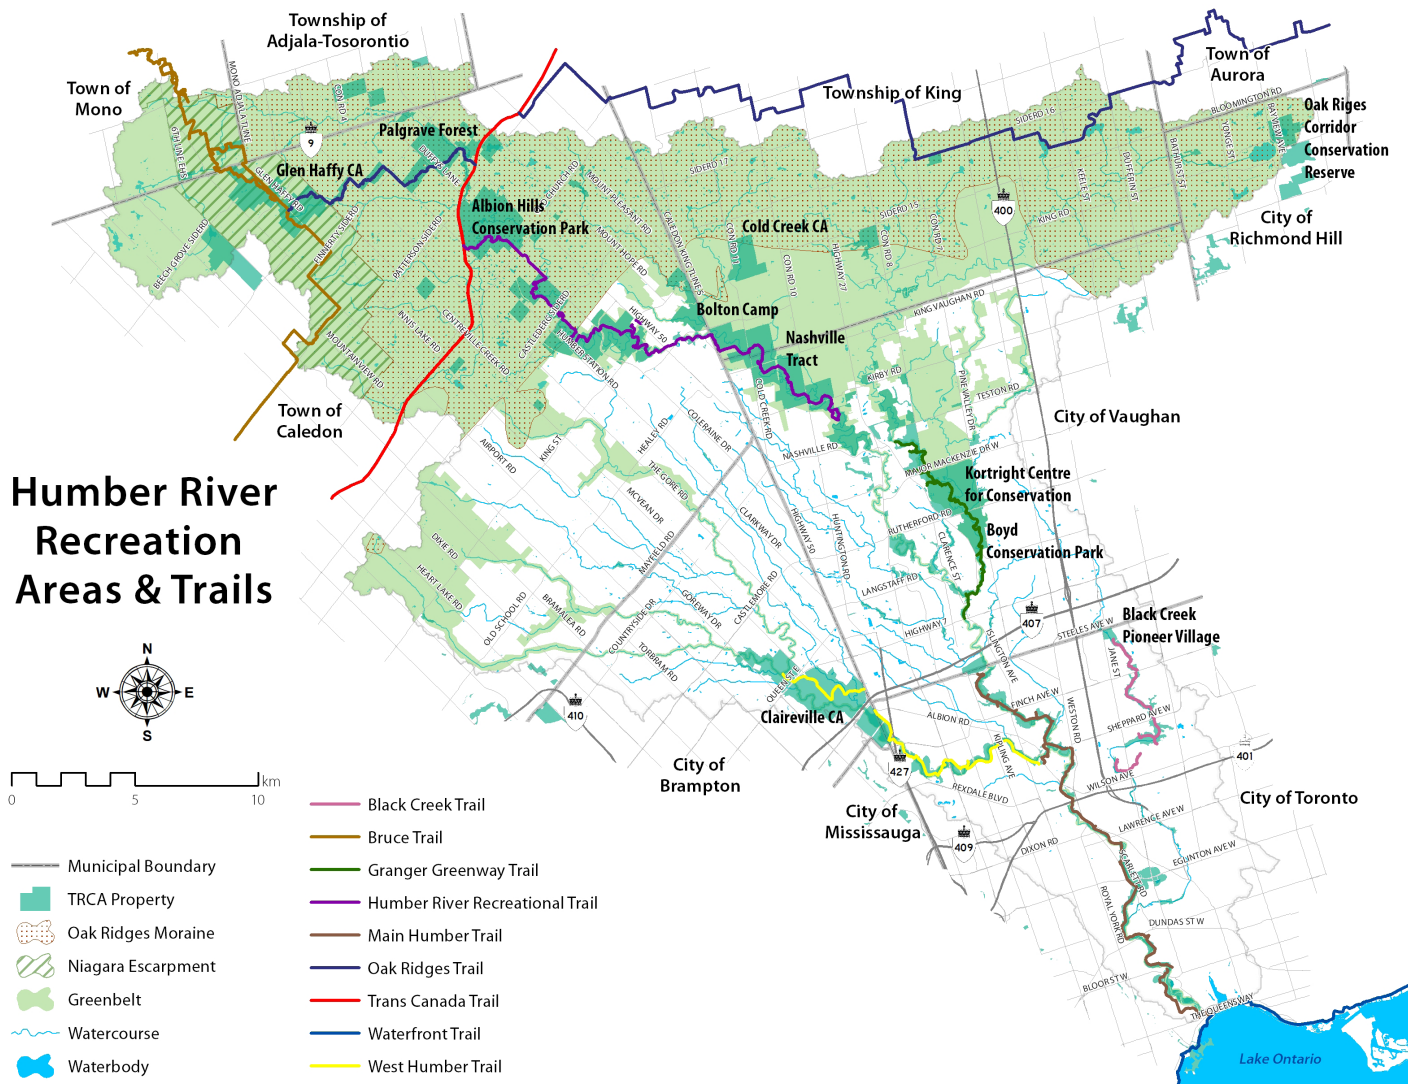 Township of
Adjala-Tosorontio
Town of
Mono
Town of
Aurora
Township of King
Oak Riges
Corridor
Conservation
Reserve
City of
Richmond Hill
Palgrave Forest
Glen Haffy CA
Albion Hills
Conservation Park
Cold Creek CA
Bolton Camp
Nashville
Tract
Town of
Caledon
City of Vaughan
Kortright Centre
for Conservation
Boyd
Conservation Park
Black Creek
Pioneer Village
Claireville CA
City of
Brampton
City of
Mississauga
City of Toronto
Lake Ontario
MONO ADJALA TLINE
CON RD 4
6TH LINE EHS
9
GLEN HAFFY RD
DUFFYS LANE
BEECH GROVE SIDERD
FINNERTY SIDERD
PATTERSON SIDERD
CHURCH RD
MOUNT PLEASANT RD
MOUNT HOPE RD
CALEDON KING TLINE S
SIDERD 17
SIDERD 16
SIDERD 15
CON RD 11
CON RD 10
HIGHWAY 27
CON RD 8
CON RD 7
400
KING RD
KEELE ST
DUFFERIN ST
BATHURST ST
YONGE ST
BAYVIEW AVE
BLOOMINGTON RD
MOUNTAINVIEW RD
INNIS LAKE RD
CENTREVILLE CREEK RD
CASTLEDERG SIDERD
HUMBER STATION RD
HIGHWAY 50
KING VAUGHAN RD
KIRBY RD
TESTON RD
PINE VALLEY DR
COLD CREEK RD
NASHVILLE RD
MAJOR MACKENZIE DR W
RUTHERFORD RD
CLARENCE ST
LANGSTAFF RD
HIGHWAY 7
HUNTINGTON RD
HIGHWAY 50
AIRPORT RD
KING ST
HEALEY RD
COLERAINE DR
THE GORE RD
MCVEAN DR
CLARKWAY DR
MAYFIELD RD
CASTLEMORE RD
GOREWAY DR
COUNTRYSIDE DR
TORBRAM RD
DIXIE RD
HEART LAKE RD
OLD SCHOOL RD
BRAMALEA RD
QUEEN ST E
410
407
STEELES AVE W
ISLINGTON AVE
JANE ST
FINCH AVE W
WESTON RD
SHEPPARD AVE W
ALBION RD
KIPLING AVE
427
REXDALE BLVD
WILSON AVE
401
409
DIXON RD
LAWRENCE AVE W
SCARLETT RD
EGLINTON AVE W
ROYAL YORK RD
DUNDAS ST W
BLOOR ST W
THE QUEENSWAY
Humber River
Recreation
Areas & Trails
N
W E
S
km
0 5 10
Municipal Boundary
TRCA Property
Oak Ridges Moraine
Niagara Escarpment
Greenbelt
Watercourse
Waterbody
Black Creek Trail
Bruce Trail
Granger Greenway Trail
Humber River Recreational Trail
Main Humber Trail
Oak Ridges Trail
Trans Canada Trail
Waterfront Trail
West Humber Trail